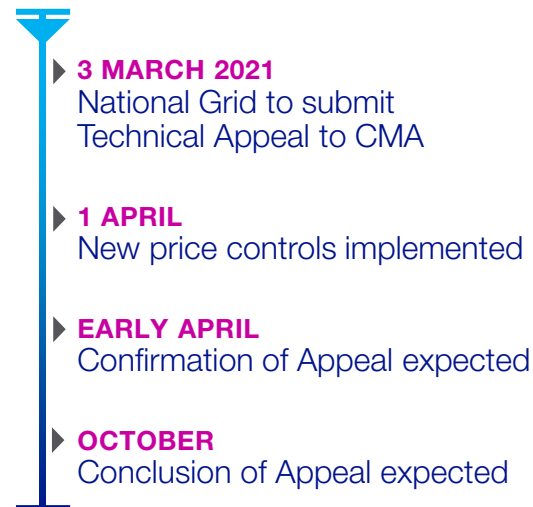 3 MARCH 2021
National Grid to submit
Technical Appeal to CMA
1 APRIL
New price controls implemented
EARLY APRIL
Confirmation of Appeal expected
OCTOBER
Conclusion of Appeal expected